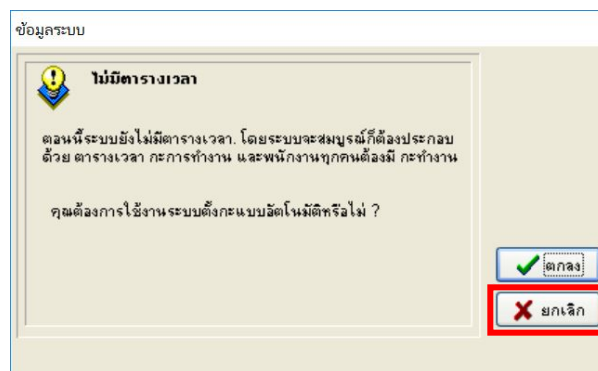 ข้อมูลระบบ
ไม่มีตารางเวลา
ตอนนี้ระบบยังไม่มีตารางเวลา. โดยระบบจะสมบูรณ์ก็ต้องประกอบ
ด้วย ตารางเวลา กะการทำงาน และพนักงานทุกคนต้องมี กะทำงาน
คุณต้องการใช้งานระบบตั้งกะแบบอัตโนมัติหรือไม่ ?
ตกลง
ยกเลิก